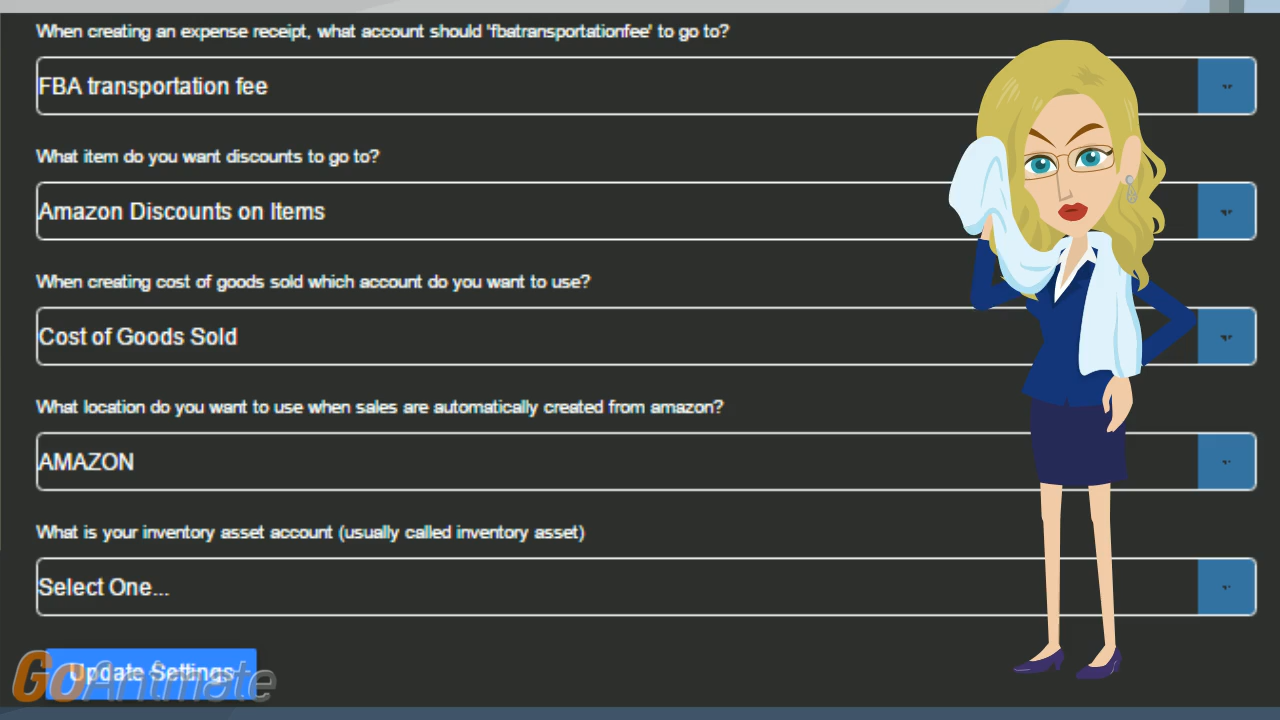 When creating an expense receipt, what account should 'fbatransportationfee' to go to?
FBA transportation fee
What item do you want discounts to go to?
Amazon Discounts on Items
When creating cost of goods sold which account do you want to use?
Cost of Goods Sold
What location do you want to use when sales are automatically created from amazon?
AMAZON
What is your inventory asset account (usually called inventory asset)
Select One...
Update Settings
GoAnimate